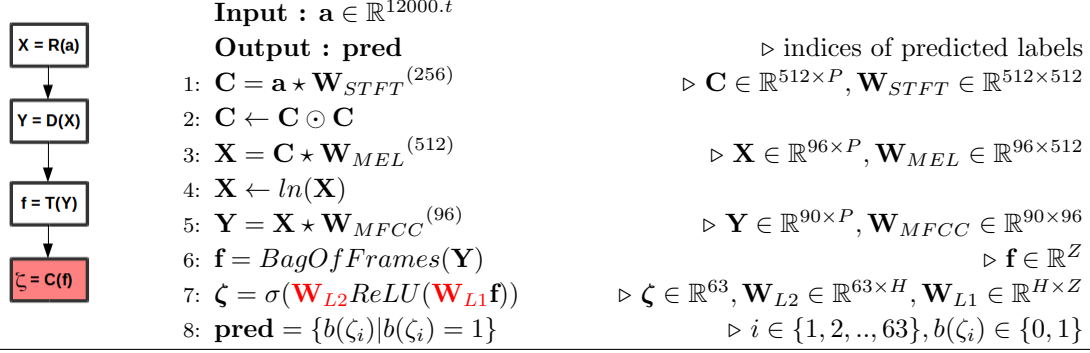 X = R(a)
Y = D(X)
f = T(Y)
ζ = C(f)
Input : a ∈ ℝ^{12000.t}
Output : pred ▷ indices of predicted labels
1: C = a ⋆ W_{STFT}^{(256)} ▷ C ∈ ℝ^{512×P}, W_{STFT} ∈ ℝ^{512×512}
2: C ← C ⊙ C
3: X = C ⋆ W_{MEL}^{(512)} ▷ X ∈ ℝ^{96×P}, W_{MEL} ∈ ℝ^{96×512}
4: X ← ln(X)
5: Y = X ⋆ W_{MFCC}^{(96)} ▷ Y ∈ ℝ^{90×P}, W_{MFCC} ∈ ℝ^{90×96}
6: f = BagOfFrames(Y) ▷ f ∈ ℝ^Z
7: ζ = σ(W_{L2}ReLU(W_{L1}f)) ▷ ζ ∈ ℝ^{63}, W_{L2} ∈ ℝ^{63×H}, W_{L1} ∈ ℝ^{H×Z}
8: pred = {b(ζ_i)|b(ζ_i) = 1} ▷ i ∈ {1, 2, .., 63}, b(ζ_i) ∈ {0, 1}